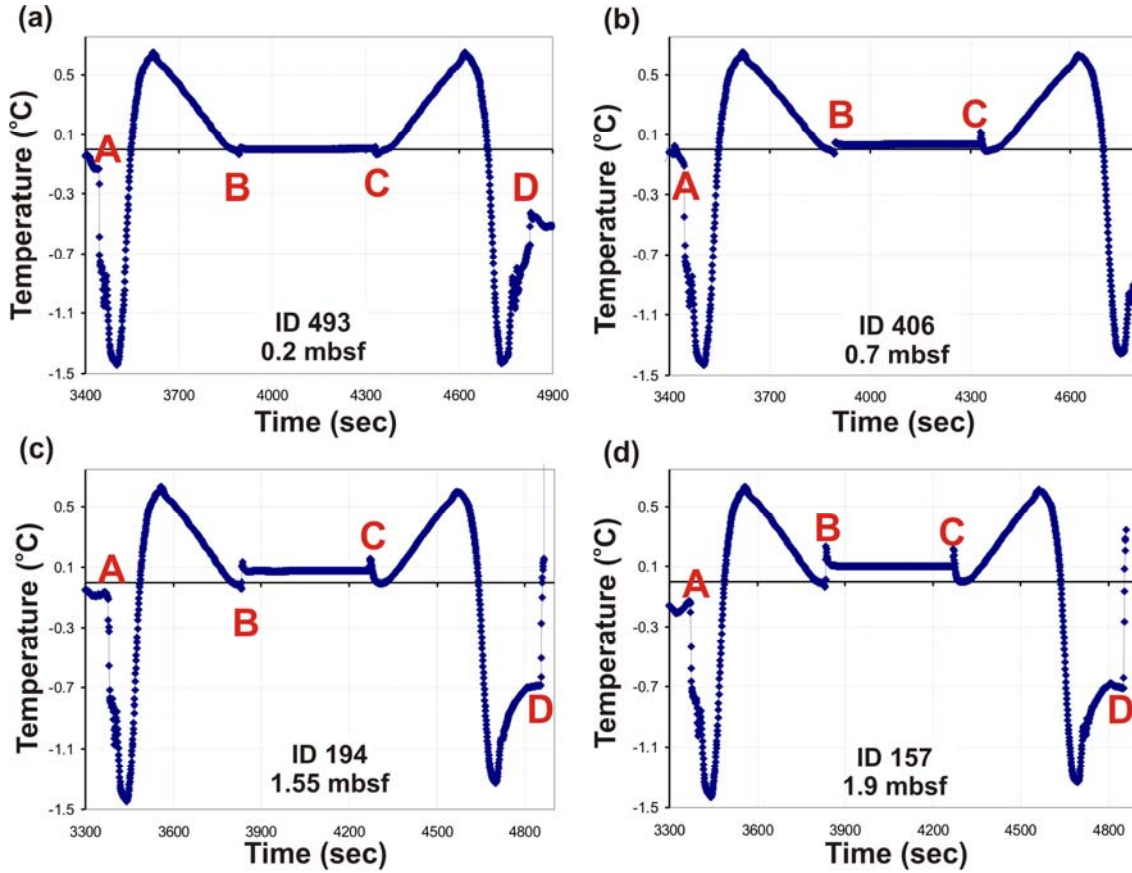 (a)
Temperature (°C)
0.5
0.1
-0.3
-0.7
-1.1
-1.5
A
B
C
D
ID 493
0.2 mbsf
3400 3700 4000 4300 4600 4900
Time (sec)
(b)
Temperature (°C)
0.5
0.1
-0.3
-0.7
-1.1
-1.5
A
B
C
ID 406
0.7 mbsf
3400 3700 4000 4300 4600
Time (sec)
(c)
Temperature (°C)
0.5
0.1
-0.3
-0.7
-1.1
-1.5
A
B
C
D
ID 194
1.55 mbsf
3300 3600 3900 4200 4500 4800
Time (sec)
(d)
Temperature (°C)
0.5
0.1
-0.3
-0.7
-1.1
-1.5
A
B
C
D
ID 157
1.9 mbsf
3300 3600 3900 4200 4500 4800
Time (sec)